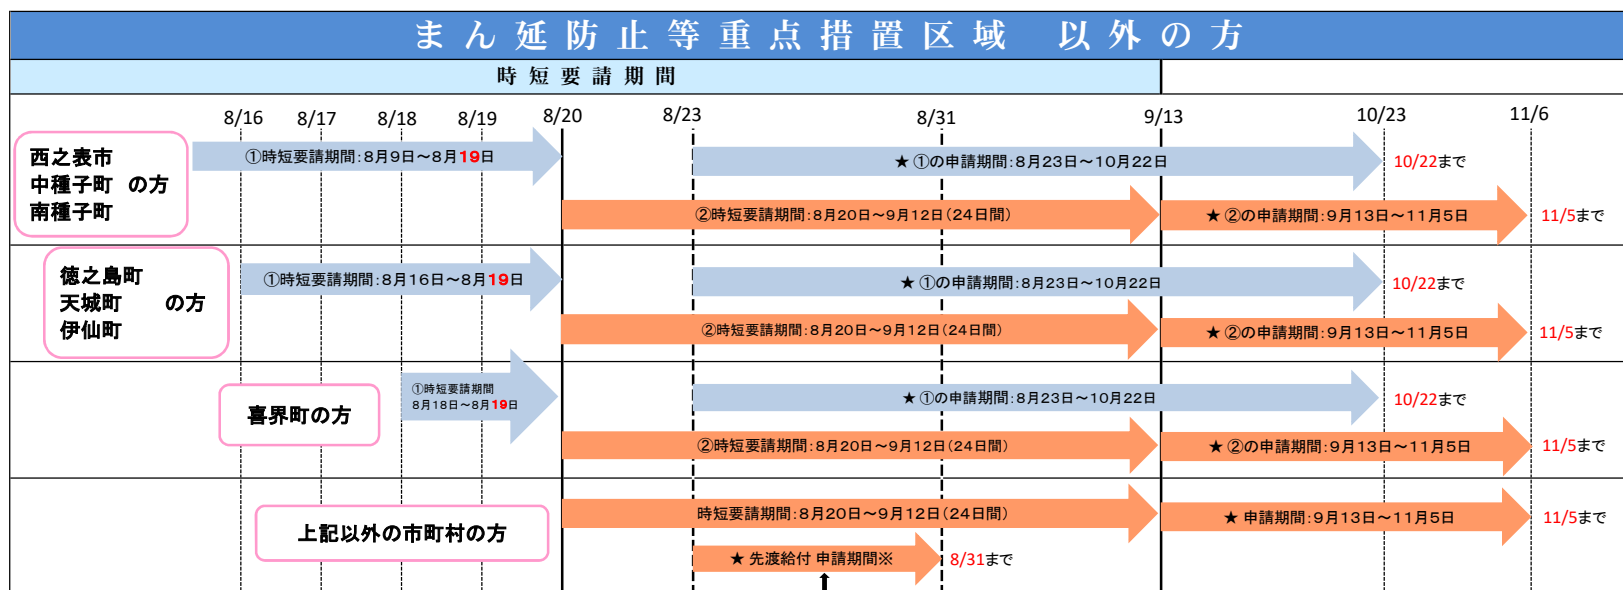 まん延防止等重点措置区域 以外の方
時短要請期間
8/16 8/17 8/18 8/19 8/20 8/23 8/31 9/13 10/23 11/6
西之表市
中種子町 の方
南種子町
①時短要請期間:8月9日～8月19日
★ ①の申請期間:8月23日～10月22日
10/22まで
②時短要請期間:8月20日～9月12日(24日間)
★ ②の申請期間:9月13日～11月5日
11/5まで
徳之島町
天城町 の方
伊仙町
①時短要請期間:8月16日～8月19日
★ ①の申請期間:8月23日～10月22日
10/22まで
②時短要請期間:8月20日～9月12日(24日間)
★ ②の申請期間:9月13日～11月5日
11/5まで
喜界町の方
①時短要請期間
8月18日～8月19日
★ ①の申請期間:8月23日～10月22日
10/22まで
②時短要請期間:8月20日～9月12日(24日間)
★ ②の申請期間:9月13日～11月5日
11/5まで
上記以外の市町村の方
時短要請期間:8月20日～9月12日(24日間)
★ 申請期間:9月13日～11月5日
11/5まで
★ 先渡給付 申請期間※
8/31まで